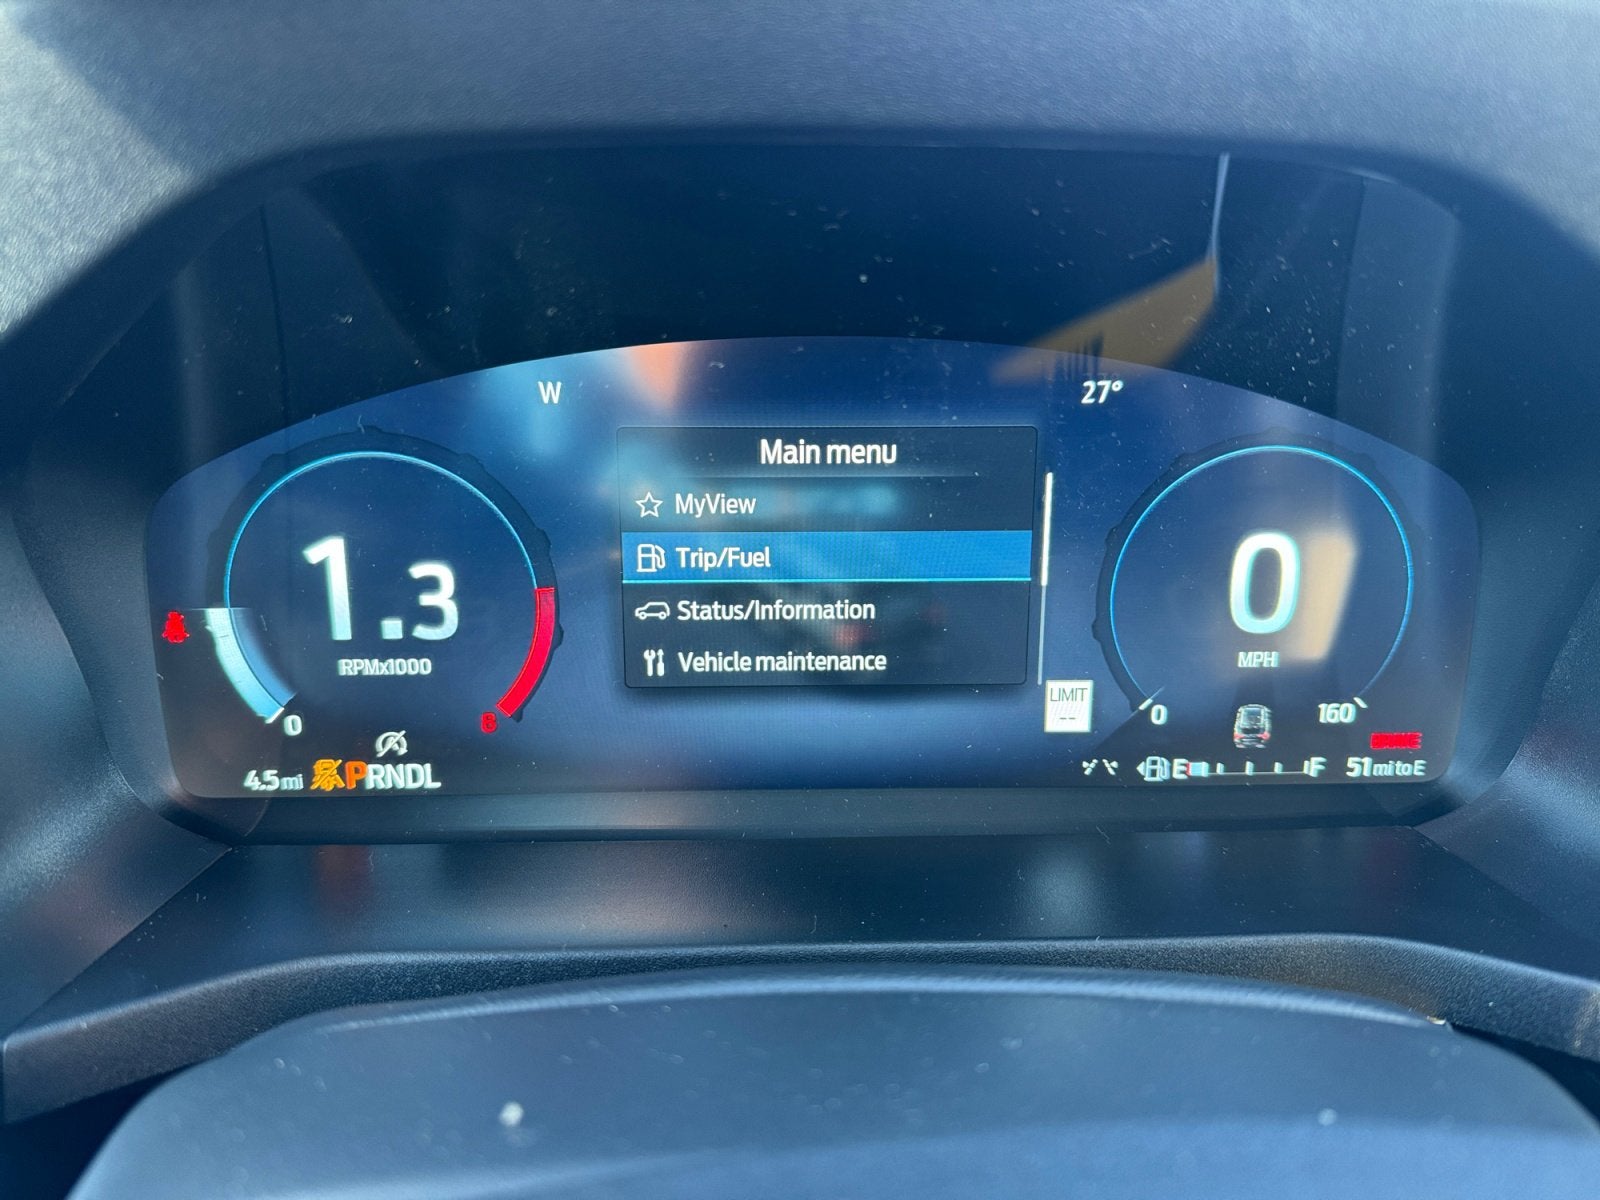 W
27°
Main menu
MyView
Trip/Fuel
Status/Information
Vehicle maintenance
1.3
RPMx1000
0
8
0
MPH
0
160
LIMIT
--
4.5 mi
PRNDL
E
F
51 mi to E
BRAKE